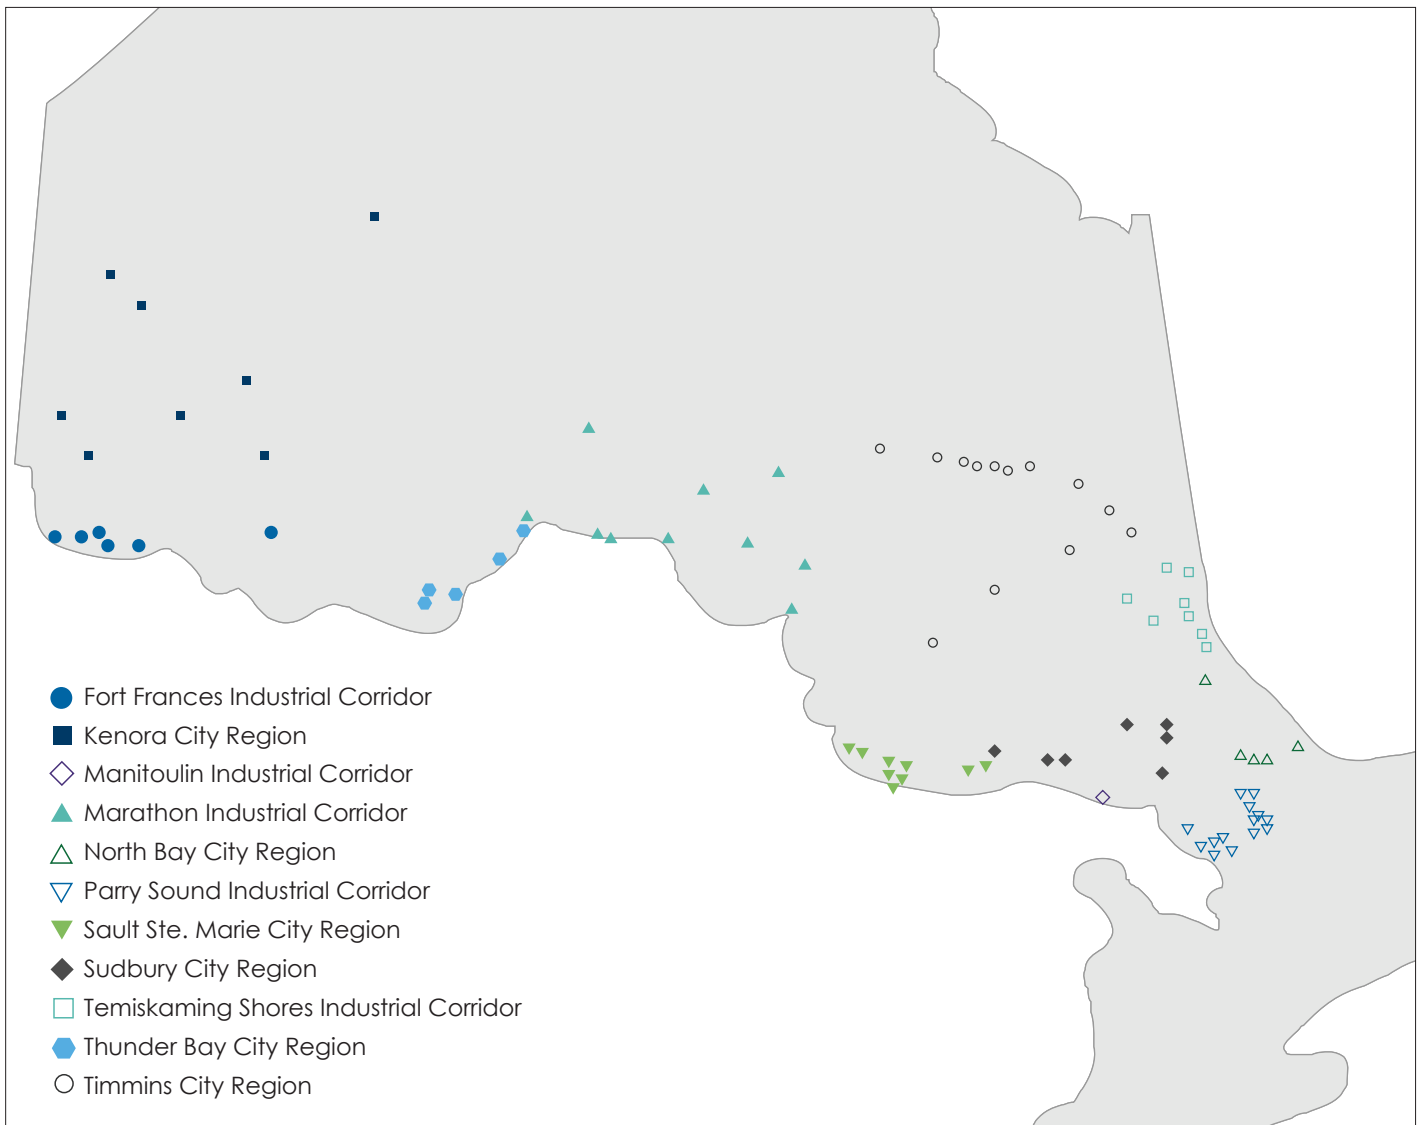 Fort Frances Industrial Corridor
Kenora City Region
Manitoulin Industrial Corridor
Marathon Industrial Corridor
North Bay City Region
Parry Sound Industrial Corridor
Sault Ste. Marie City Region
Sudbury City Region
Temiskaming Shores Industrial Corridor
Thunder Bay City Region
Timmins City Region